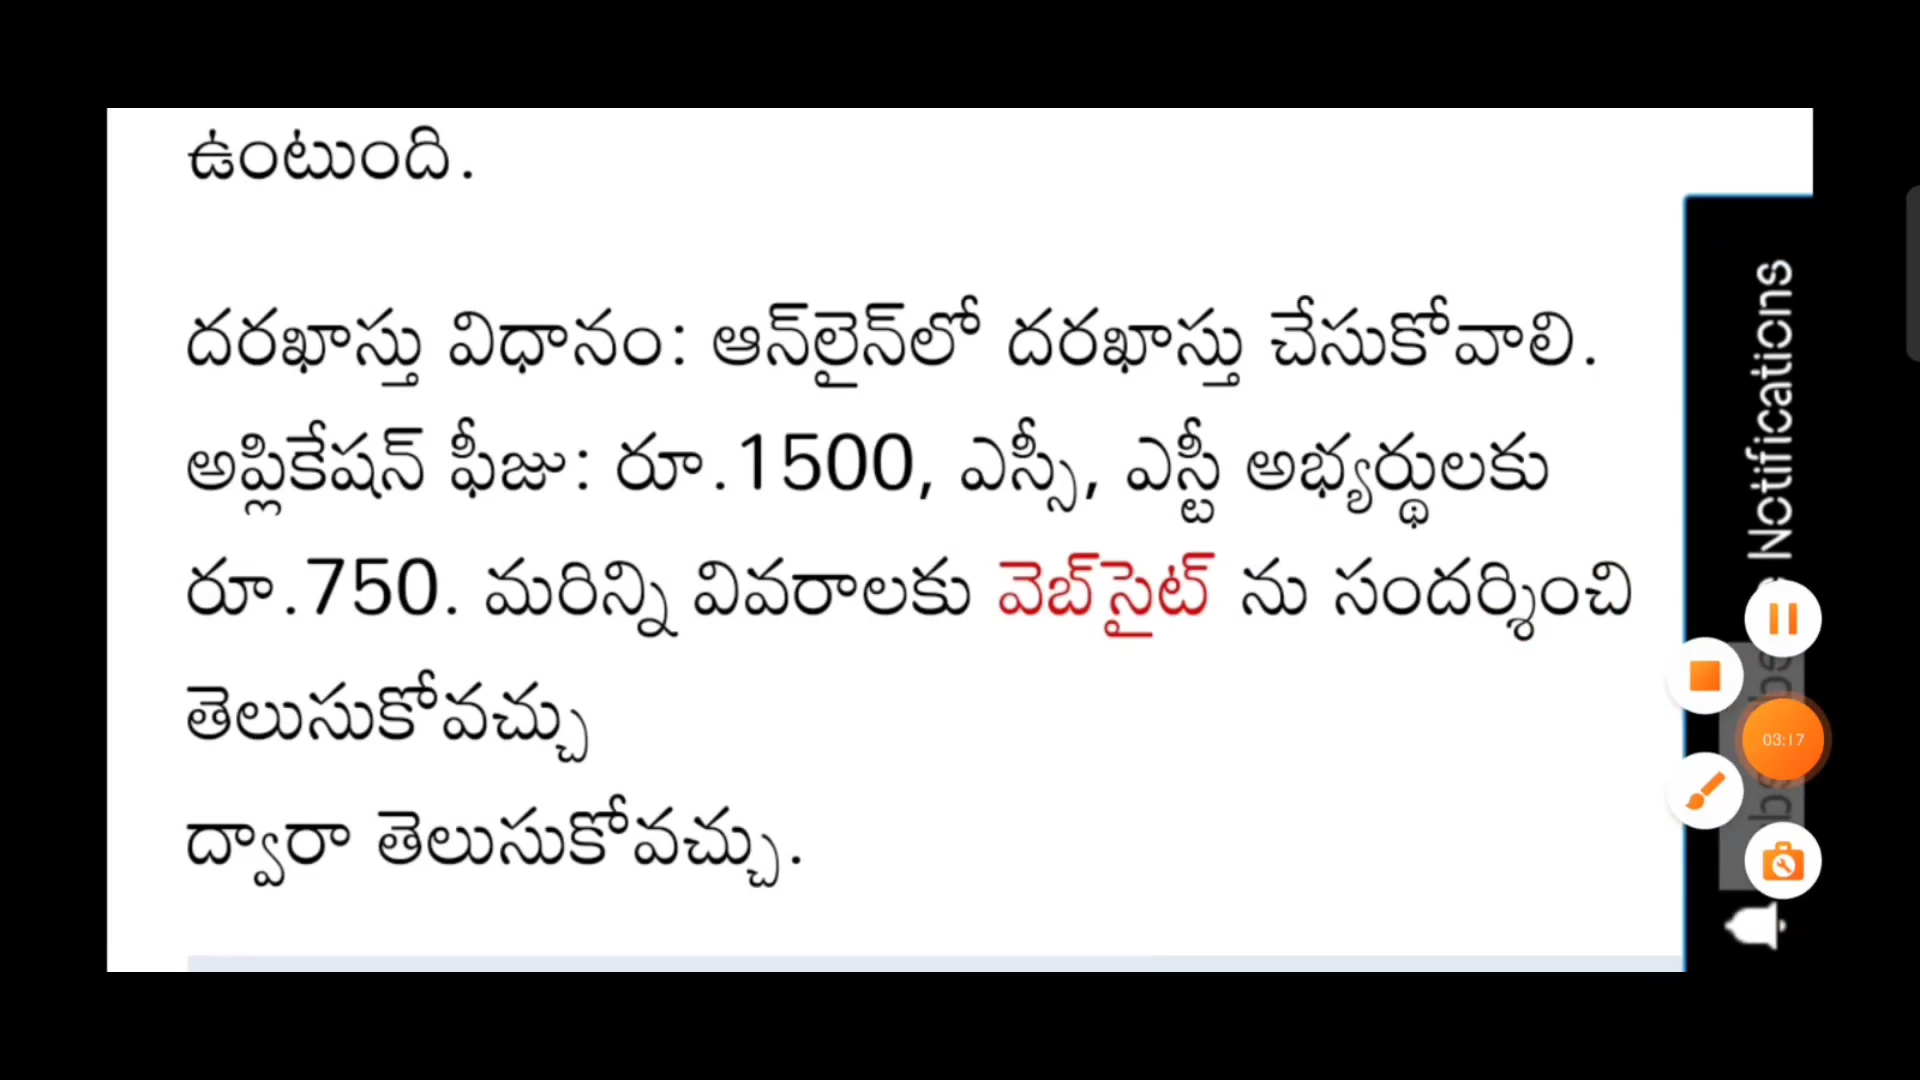 ఉంటుంది.
దరఖాస్తు విధానం: ఆన్‌లైన్‌లో దరఖాస్తు చేసుకోవాలి.
అప్లికేషన్ ఫీజు: రూ.1500, ఎస్సీ, ఎస్టీ అభ్యర్థులకు
రూ.750. మరిన్ని వివరాలకు వెబ్‌సైట్ ను సందర్శించి
తెలుసుకోవచ్చు
ద్వారా తెలుసుకోవచ్చు.
Notifications
03:17